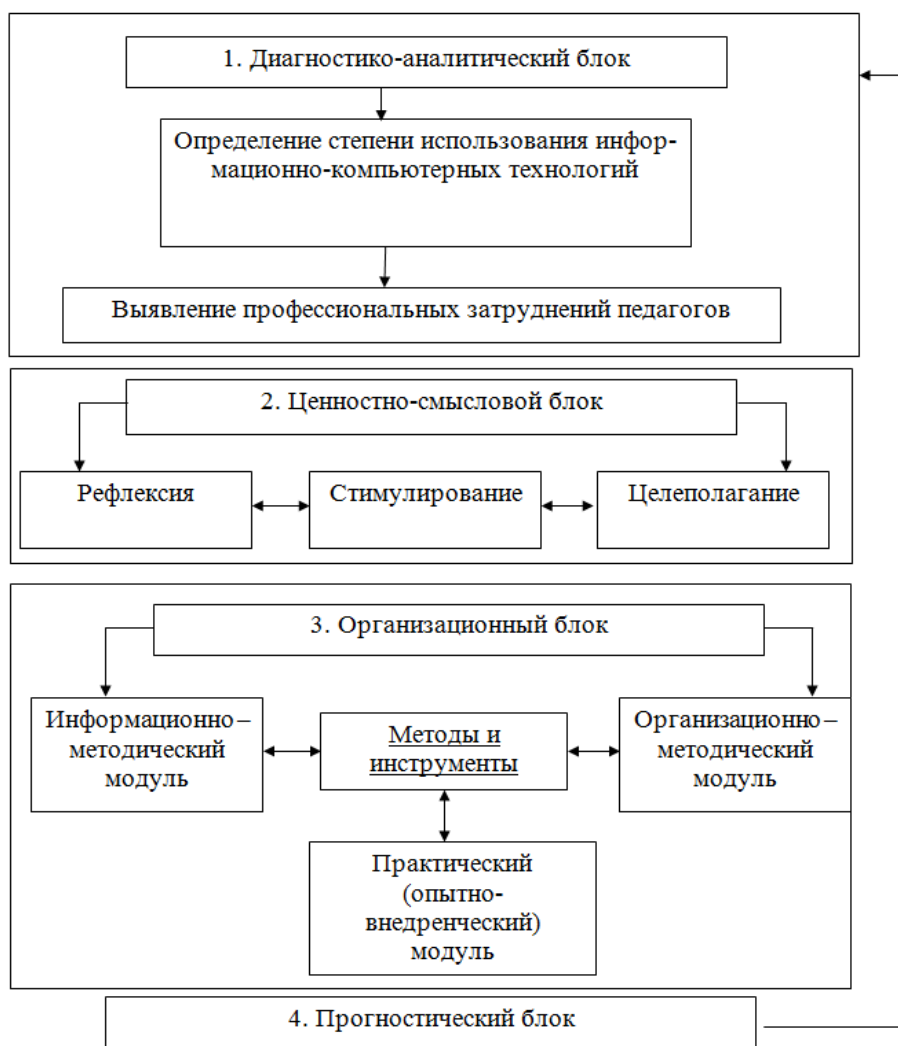 1. Диагностико-аналитический блок
Определение степени использования инфор-
мационно-компьютерных технологий
Выявление профессиональных затруднений педагогов
2. Ценностно-смысловой блок
Рефлексия
Стимулирование
Целеполагание
3. Организационный блок
Информационно–
методический
модуль
Методы и
инструменты
Организационно–
методический
модуль
Практический
(опытно-
внедренческий)
модуль
4. Прогностический блок